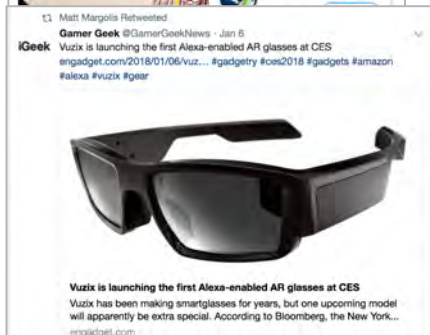 Matt Margolis Retweeted
Gamer Geek @GamerGeekNews · Jan 6
iGeek
Vuzix is launching the first Alexa-enabled AR glasses at CES
engadget.com/2018/01/06/vuz... #gadgetry #ces2018 #gadgets #amazon
#alexa #vuzix #gear
Vuzix is launching the first Alexa-enabled AR glasses at CES
Vuzix has been making smartglasses for years, but one upcoming model
will apparently be extra special. According to Bloomberg, the New York...
engadget.com